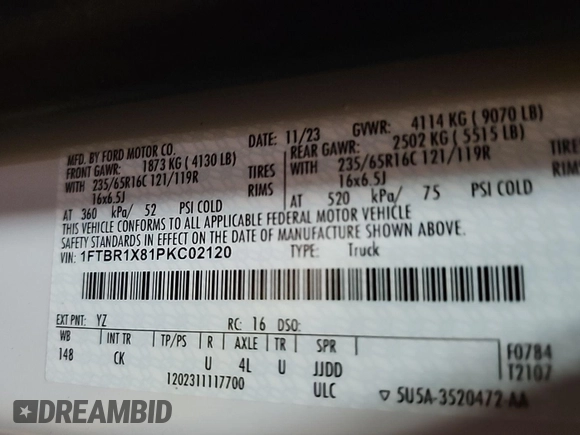 MFD. BY FORD MOTOR CO. DATE: 11/23 GVWR: 4114 KG ( 9070 LB)
FRONT GAWR: 1873 KG ( 4130 LB) REAR GAWR: 2502 KG ( 5515 LB)
WITH 235/65R16C 121/119R TIRES WITH 235/65R16C 121/119R TIRES
16x6.5J RIMS 16x6.5J RIMS
AT 360 kPa/ 52 PSI COLD AT 520 kPa/ 75 PSI COLD
THIS VEHICLE CONFORMS TO ALL APPLICABLE FEDERAL MOTOR VEHICLE
SAFETY STANDARDS IN EFFECT ON THE DATE OF MANUFACTURE SHOWN ABOVE.
VIN: 1FTBR1X81PKC02120 TYPE: Truck
EXT PNT: YZ RC: 16 DSO:
WB INT TR TP/PS R AXLE TR SPR F0784
148 CK U 4L U JJDD T2107
1202311117700 ULC ▽ 5U5A-3520472-AA
DREAMBID